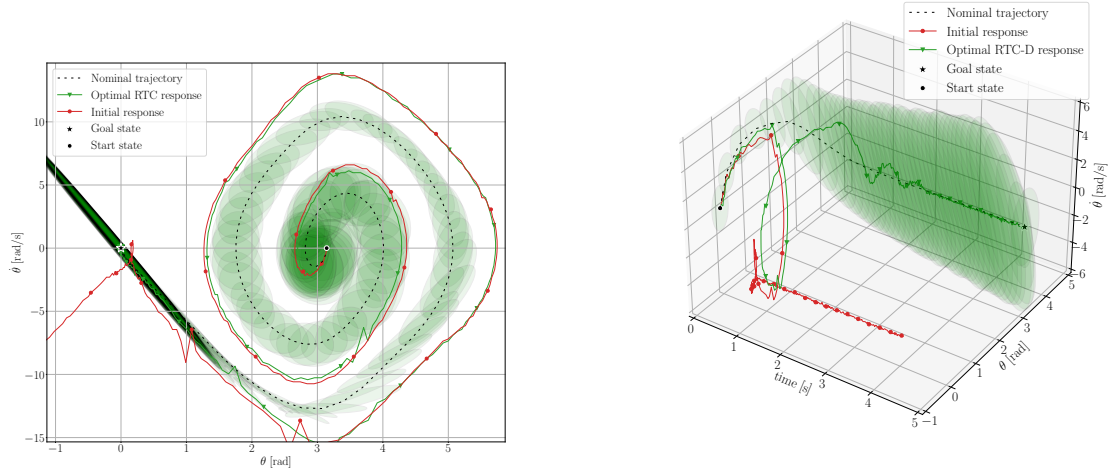 Nominal trajectory
Optimal RTC response
Initial response
Goal state
Start state
10
5
0
−5
−10
−15
θ̇ [rad/s]
−1 0 1 2 3 4 5
θ [rad]
Nominal trajectory
Initial response
Optimal RTC-D response
Goal state
Start state
6
4
2
0
−2
−4
−6
θ̇ [rad/s]
0 1 2 3 4 5
time [s]
−1 0 1 2 3 4 5
θ [rad]